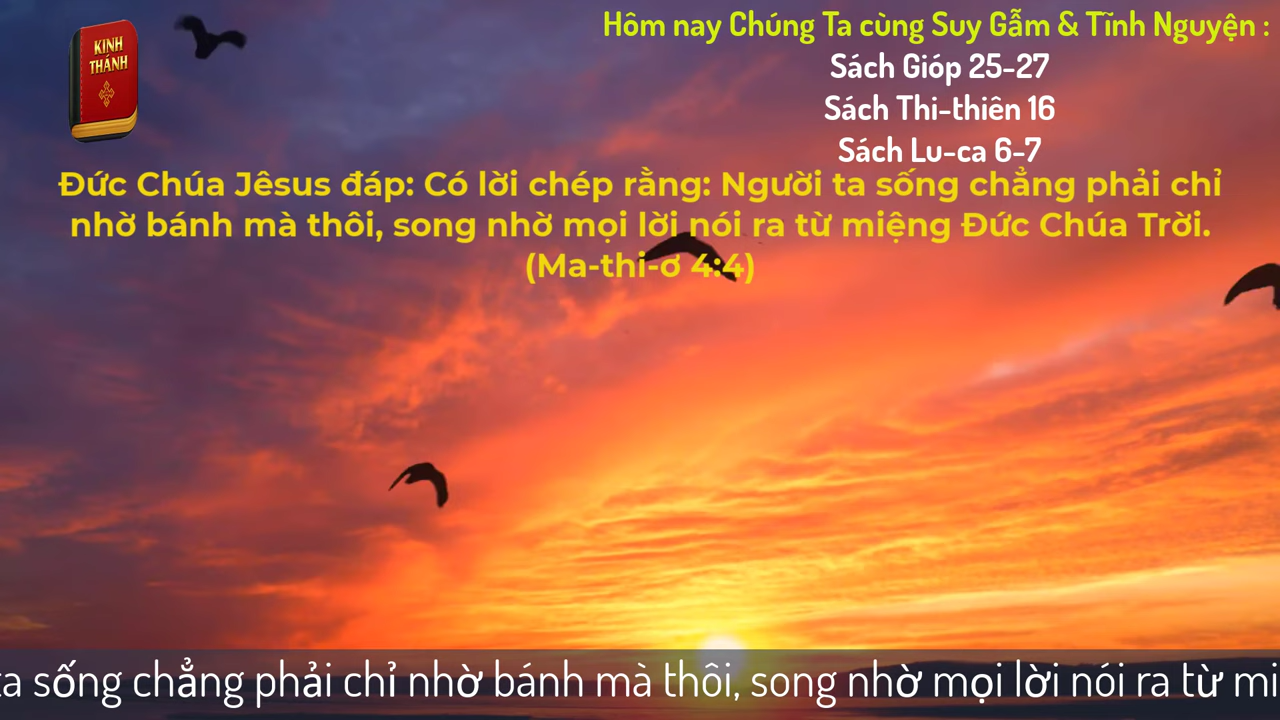 KINH
THÁNH
Hôm nay Chúng Ta cùng Suy Gẫm & Tĩnh Nguyện :
Sách Gióp 25-27
Sách Thi-thiên 16
Sách Lu-ca 6-7
Đức Chúa Jêsus đáp: Có lời chép rằng: Người ta sống chẳng phải chỉ
nhờ bánh mà thôi, song nhờ mọi lời nói ra từ miệng Đức Chúa Trời.
(Ma-thi-ơ 4:4)
ta sống chẳng phải chỉ nhờ bánh mà thôi, song nhờ mọi lời nói ra từ mi